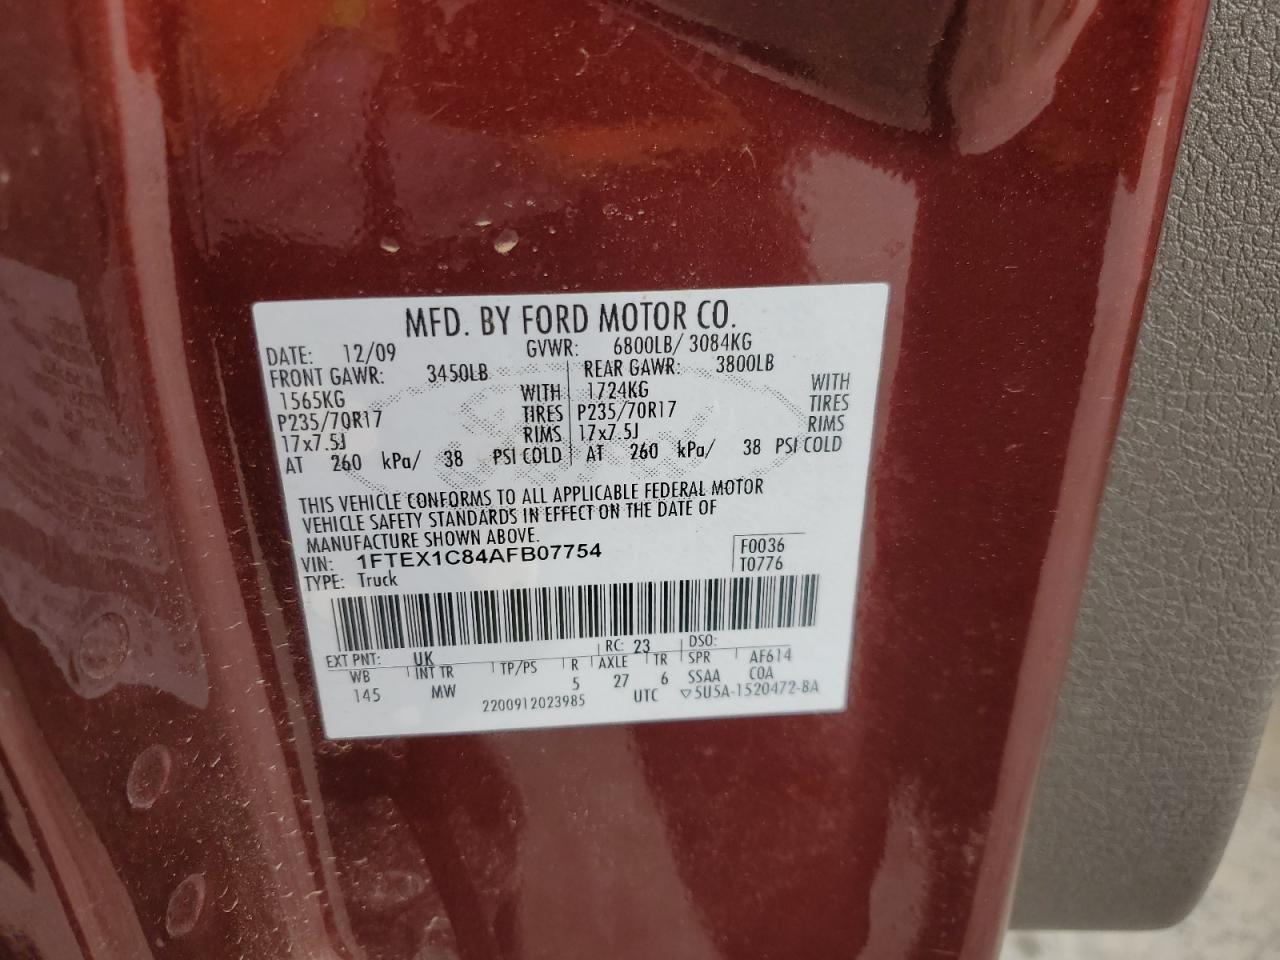 MFD. BY FORD MOTOR CO.
DATE: 12/09 GVWR: 6800LB/ 3084KG
FRONT GAWR: 3450LB REAR GAWR: 3800LB
1565KG WITH 1724KG WITH
P235/70R17 TIRES P235/70R17 TIRES
17x7.5J RIMS 17x7.5J RIMS
AT 260 kPa/ 38 PSI COLD AT 260 kPa/ 38 PSI COLD
THIS VEHICLE CONFORMS TO ALL APPLICABLE FEDERAL MOTOR
VEHICLE SAFETY STANDARDS IN EFFECT ON THE DATE OF
MANUFACTURE SHOWN ABOVE.
VIN: 1FTEX1C84AFB07754 F0036
TYPE: Truck T0776
EXT PNT: UK RC: 23 DSO:
WB INT TR TP/PS R AXLE TR SPR AF614
145 MW 5 27 6 SSAA COA
2200912023985 UTC ▽5U5A-1520472-BA